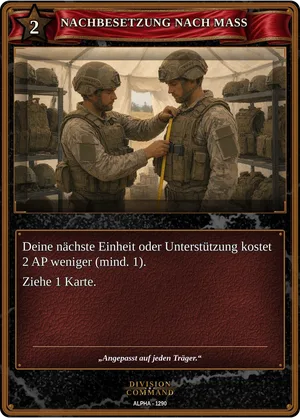 NACHBESETZUNG NACH MASS
2
Deine nächste Einheit oder Unterstützung kostet
2 AP weniger (mind. 1).
Ziehe 1 Karte.
„Angepasst auf jeden Träger.“
DIVISION
COMMAND
ALPHA - 1290